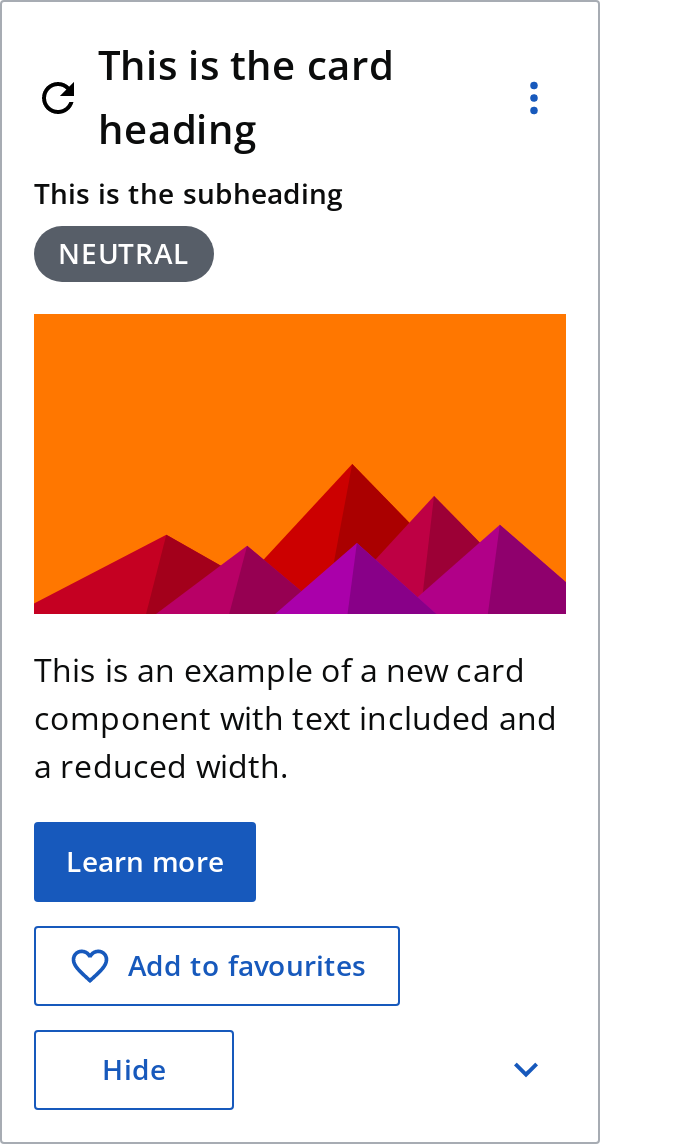 This is the card
heading
This is the subheading
NEUTRAL
This is an example of a new card
component with text included and
a reduced width.
Learn more
Add to favourites
Hide